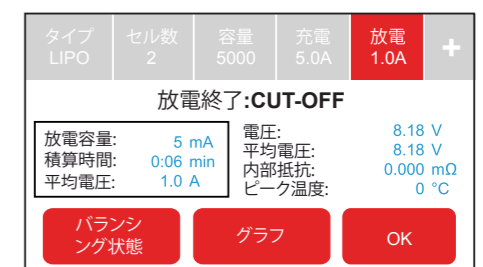 タイプ セル数 容量 充電 放電
LIPO 2 5000 5.0A 1.0A +
放電終了:CUT-OFF
放電容量: 5 mA
積算時間: 0:06 min
平均電圧: 1.0 A
電圧: 8.18 V
平均電圧: 8.18 V
内部抵抗: 0.000 mΩ
ピーク温度: 0 °C
バランシ
ング状態
グラフ
OK